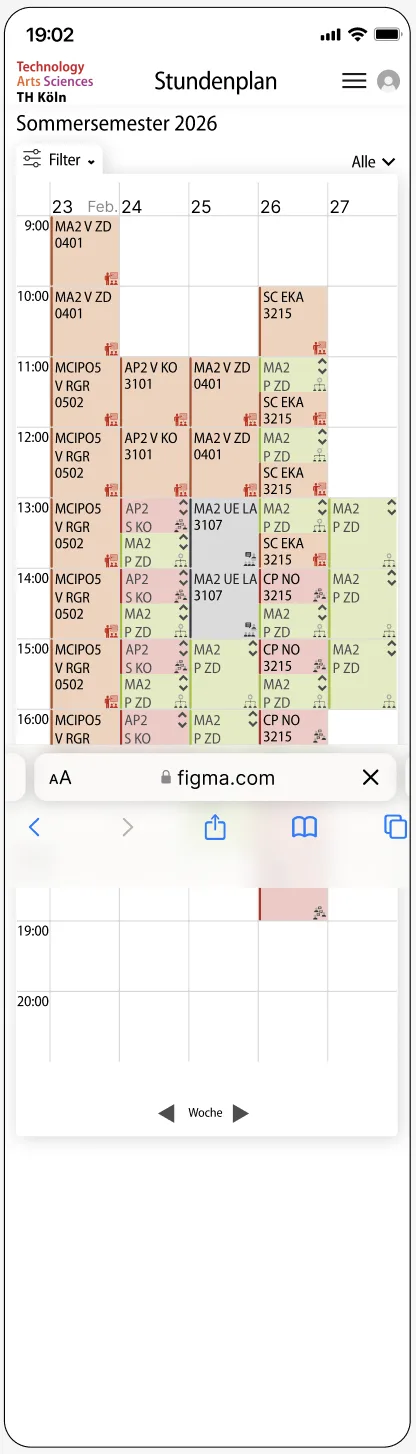 19:02
Technology
Arts Sciences
TH Köln
Stundenplan
Sommersemester 2026
Filter
Alle
23 Feb. 24 25 26 27
9:00
MA2 V ZD
0401
10:00
MA2 V ZD
0401
SC EKA
3215
11:00
MCIPO5
V RGR
0502
AP2 V KO
3101
MA2 V ZD
0401
MA2
P ZD
SC EKA
3215
12:00
MCIPO5
V RGR
0502
AP2 V KO
3101
MA2 V ZD
0401
MA2
P ZD
SC EKA
3215
13:00
MCIPO5
V RGR
0502
AP2
S KO
MA2
P ZD
MA2 UE LA
3107
MA2
P ZD
SC EKA
3215
MA2
P ZD
14:00
MCIPO5
V RGR
0502
AP2
S KO
MA2
P ZD
MA2 UE LA
3107
CP NO
3215
MA2
P ZD
MA2
P ZD
15:00
MCIPO5
V RGR
0502
AP2
S KO
MA2
P ZD
MA2
P ZD
CP NO
3215
MA2
P ZD
MA2
P ZD
16:00
MCIPO5
V RGR
AP2
S KO
MA2
P ZD
CP NO
3215
AA
figma.com
19:00
20:00
Woche